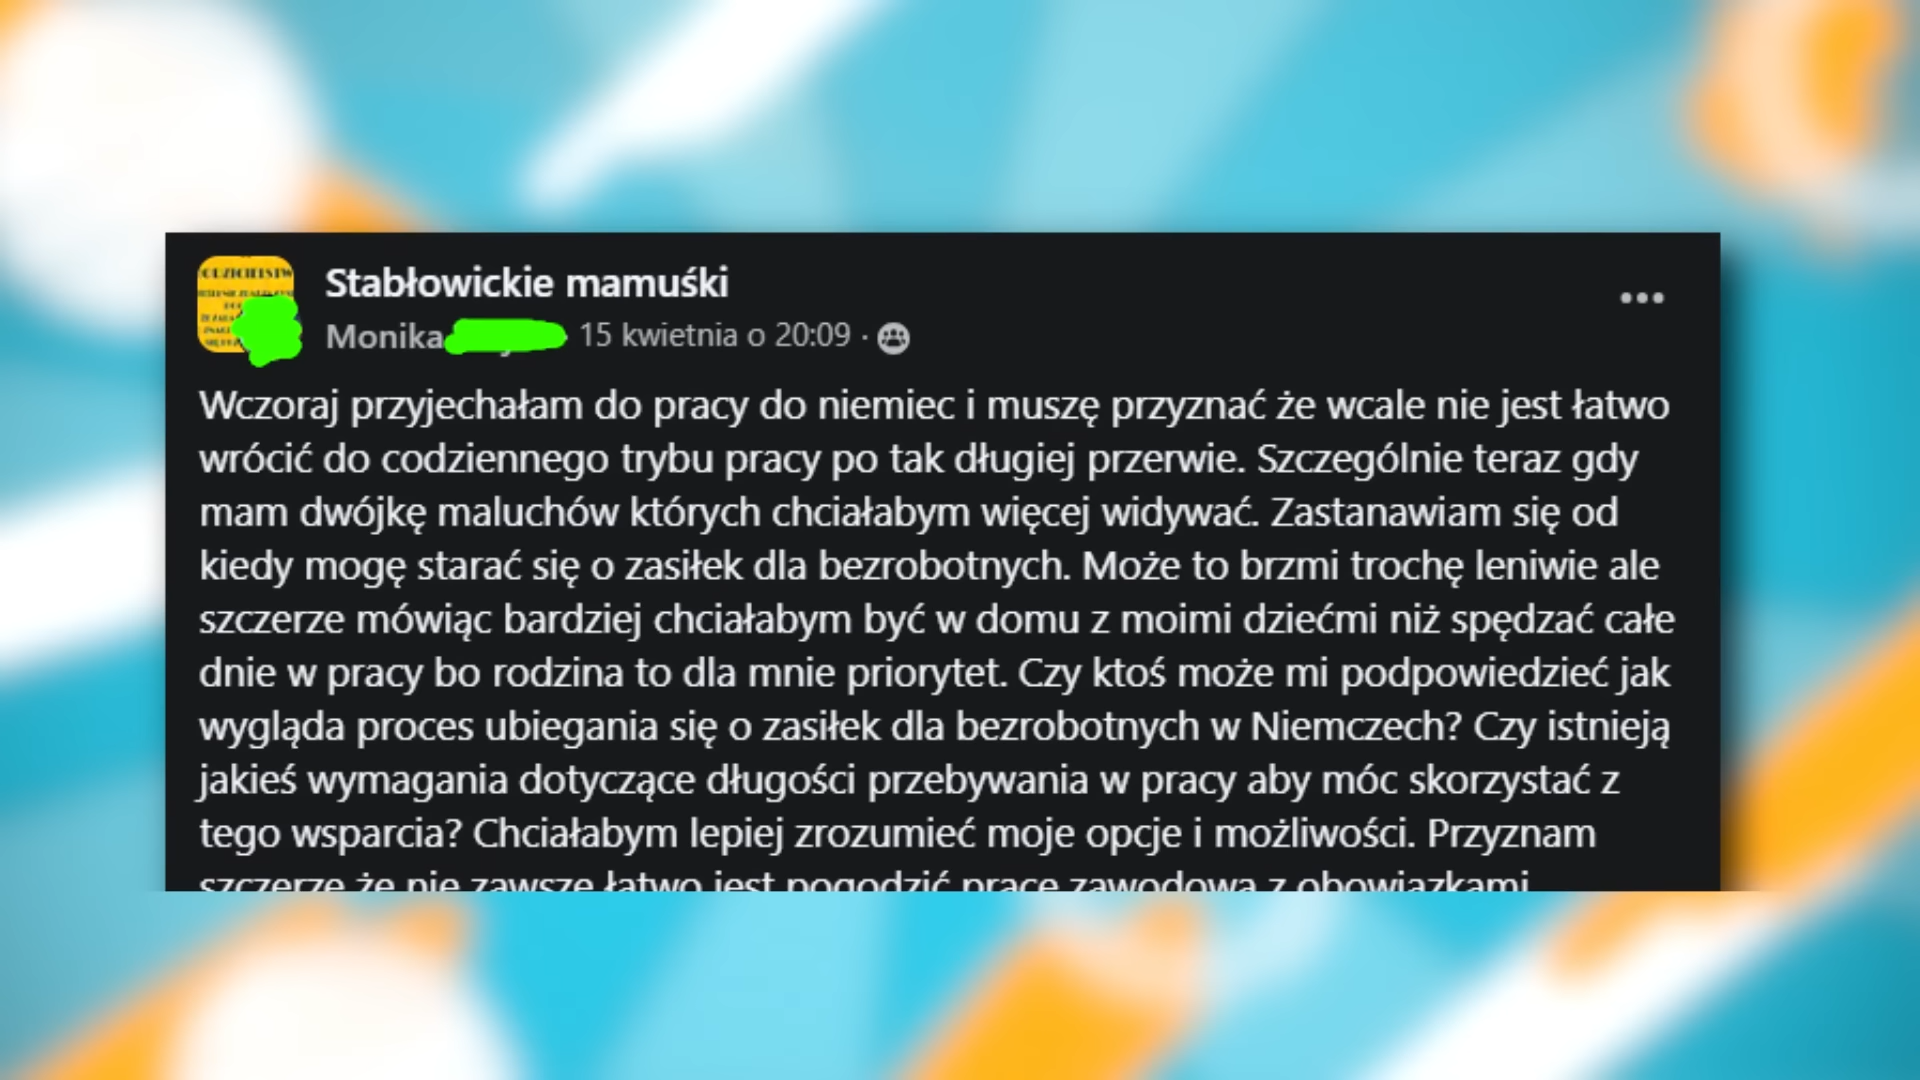 ODZICIELSTW
Stabłowickie mamuśki
Monika 15 kwietnia o 20:09 ·
Wczoraj przyjechałam do pracy do niemiec i muszę przyznać że wcale nie jest łatwo
wrócić do codziennego trybu pracy po tak długiej przerwie. Szczególnie teraz gdy
mam dwójkę maluchów których chciałabym więcej widywać. Zastanawiam się od
kiedy mogę starać się o zasiłek dla bezrobotnych. Może to brzmi trochę leniwie ale
szczerze mówiąc bardziej chciałabym być w domu z moimi dziećmi niż spędzać całe
dnie w pracy bo rodzina to dla mnie priorytet. Czy ktoś może mi podpowiedzieć jak
wygląda proces ubiegania się o zasiłek dla bezrobotnych w Niemczech? Czy istnieją
jakieś wymagania dotyczące długości przebywania w pracy aby móc skorzystać z
tego wsparcia? Chciałabym lepiej zrozumieć moje opcje i możliwości. Przyznam
szczerze że nie zawsze łatwo jest pogodzić pracę zawodową z obowiązkami